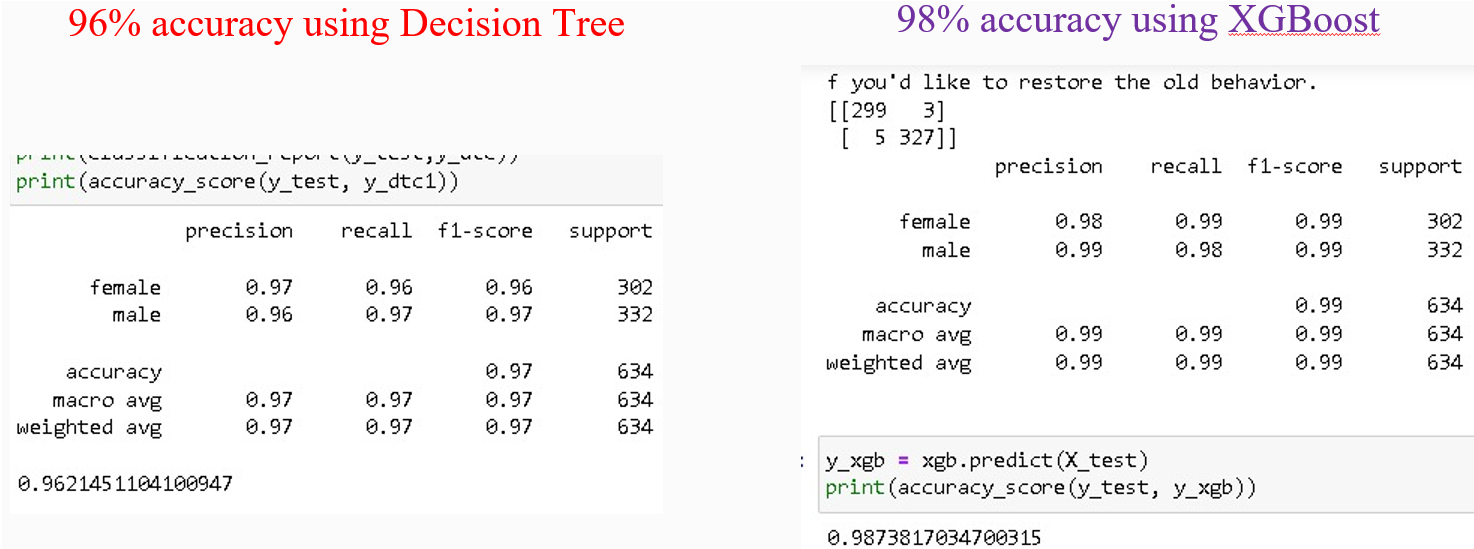 96% accuracy using Decision Tree
print(classification_report(y_test,y_dtc))
print(accuracy_score(y_test, y_dtc1))
precision recall f1-score support
female 0.97 0.96 0.96 302
male 0.96 0.97 0.97 332
accuracy 0.97 634
macro avg 0.97 0.97 0.97 634
weighted avg 0.97 0.97 0.97 634
0.9621451104100947
98% accuracy using XGBoost
f you'd like to restore the old behavior.
[[299 3]
[ 5 327]]
precision recall f1-score support
female 0.98 0.99 0.99 302
male 0.99 0.98 0.99 332
accuracy 0.99 634
macro avg 0.99 0.99 0.99 634
weighted avg 0.99 0.99 0.99 634
y_xgb = xgb.predict(X_test)
print(accuracy_score(y_test, y_xgb))
0.9873817034700315